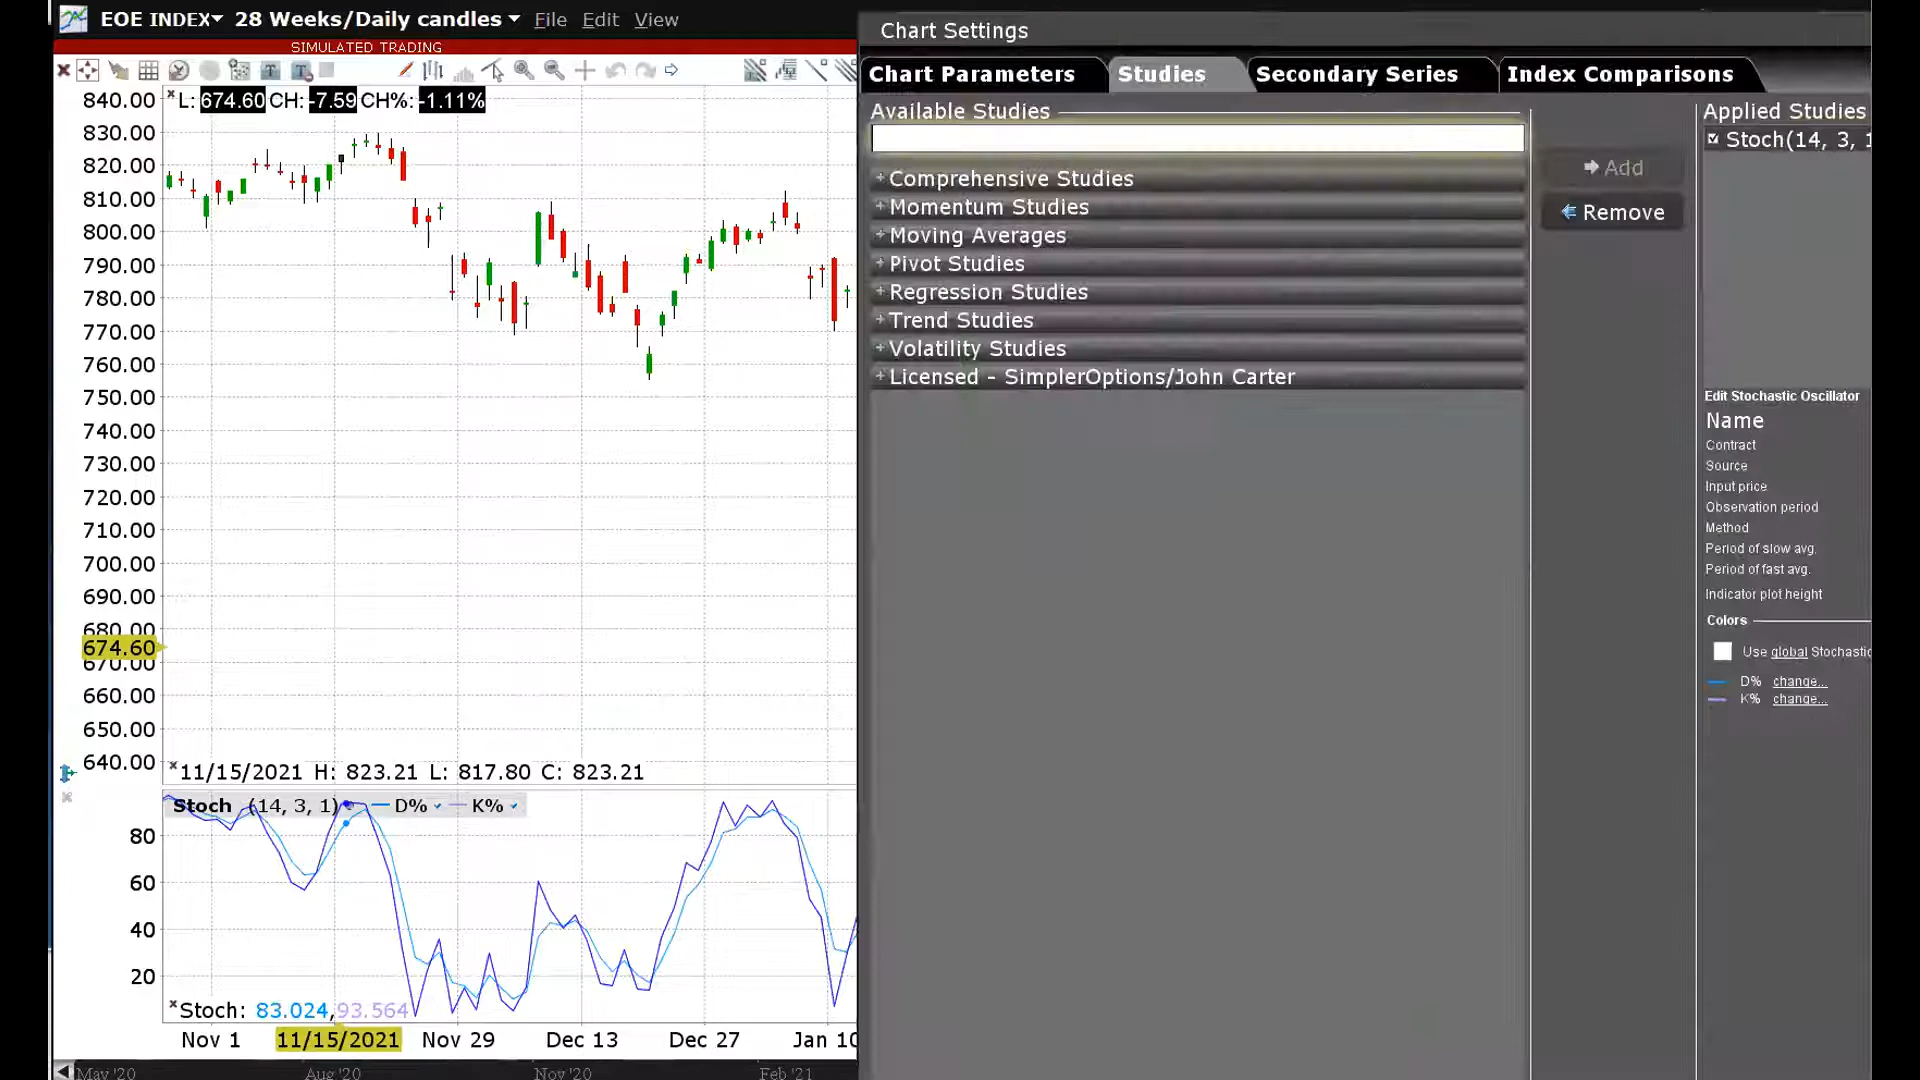 EOE INDEX 28 Weeks/Daily candles File Edit View
SIMULATED TRADING
L: 674.60 CH: -7.59 CH%: -1.11%
840.00
830.00
820.00
810.00
800.00
790.00
780.00
770.00
760.00
750.00
740.00
730.00
720.00
710.00
700.00
690.00
680.00
674.60
670.00
660.00
650.00
640.00
11/15/2021 H: 823.21 L: 817.80 C: 823.21
Stoch (14, 3, 1) D% K%
80
60
40
20
Stoch: 83.024, 93.564
Nov 1 11/15/2021 Nov 29 Dec 13 Dec 27 Jan 10
May '20 Aug '20 Nov '20 Feb '21
Chart Settings
Chart Parameters Studies Secondary Series Index Comparisons
Available Studies
Comprehensive Studies
Momentum Studies
Moving Averages
Pivot Studies
Regression Studies
Trend Studies
Volatility Studies
Licensed - SimplerOptions/John Carter
Add
Remove
Applied Studies
Stoch(14, 3, 1
Edit Stochastic Oscillator
Name
Contract
Source
Input price
Observation period
Method
Period of slow avg.
Period of fast avg.
Indicator plot height
Colors
Use global Stochastic
D% change...
K% change...